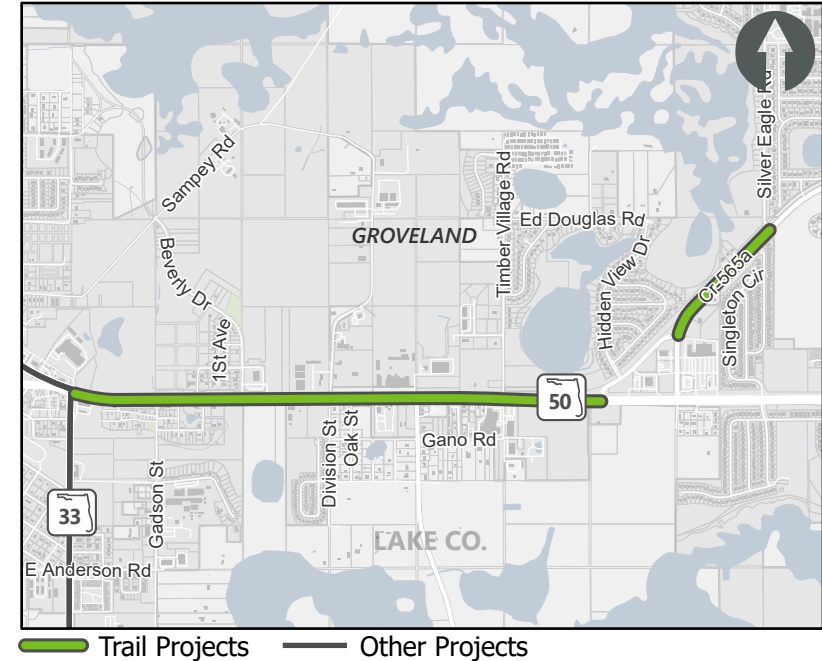 Silver Eagle Rd
Sampey Rd
Timber Village Rd
Ed Douglas Rd
GROVELAND
Beverly Dr
Hidden View Dr
Cr-565a
Singleton Cir
1St Ave
50
Division St
Oak St
Gano Rd
Gadson St
33
LAKE CO.
E Anderson Rd
Trail Projects
Other Projects